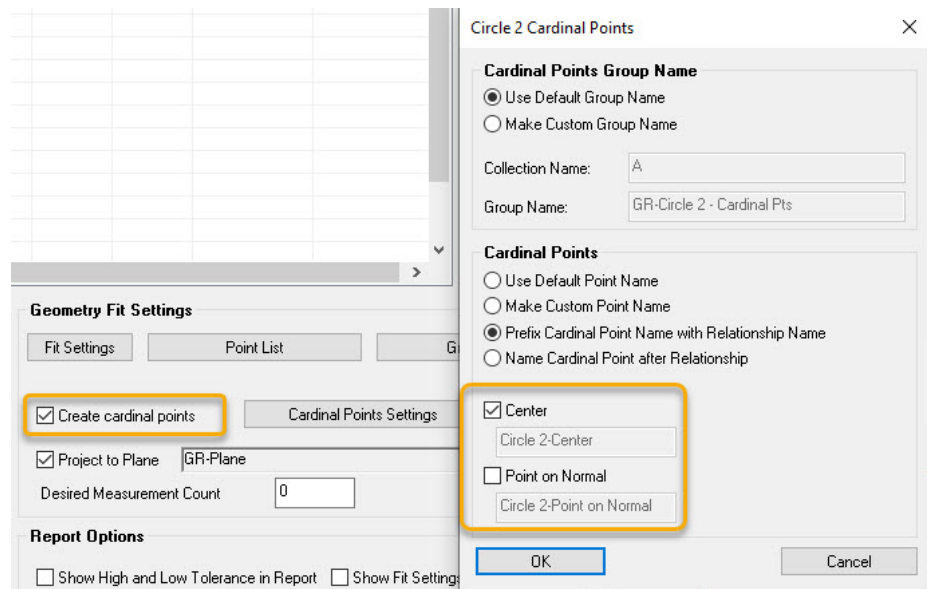 Geometry Fit Settings
Fit Settings
Point List
Create cardinal points
Cardinal Points Settings
Project to Plane
GR-Plane
Desired Measurement Count
0
Report Options
Show High and Low Tolerance in Report
Show Fit Settings
Circle 2 Cardinal Points
Cardinal Points Group Name
Use Default Group Name
Make Custom Group Name
Collection Name:
A
Group Name:
GR-Circle 2 - Cardinal Pts
Cardinal Points
Use Default Point Name
Make Custom Point Name
Prefix Cardinal Point Name with Relationship Name
Name Cardinal Point after Relationship
Center
Circle 2-Center
Point on Normal
Circle 2-Point on Normal
OK
Cancel